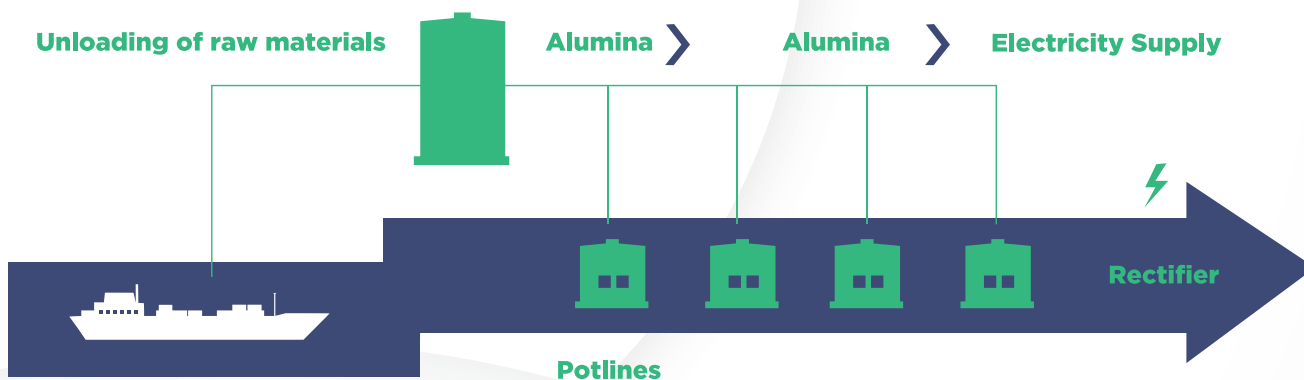 Unloading of raw materials
Alumina
Alumina
Electricity Supply
Rectifier
Potlines